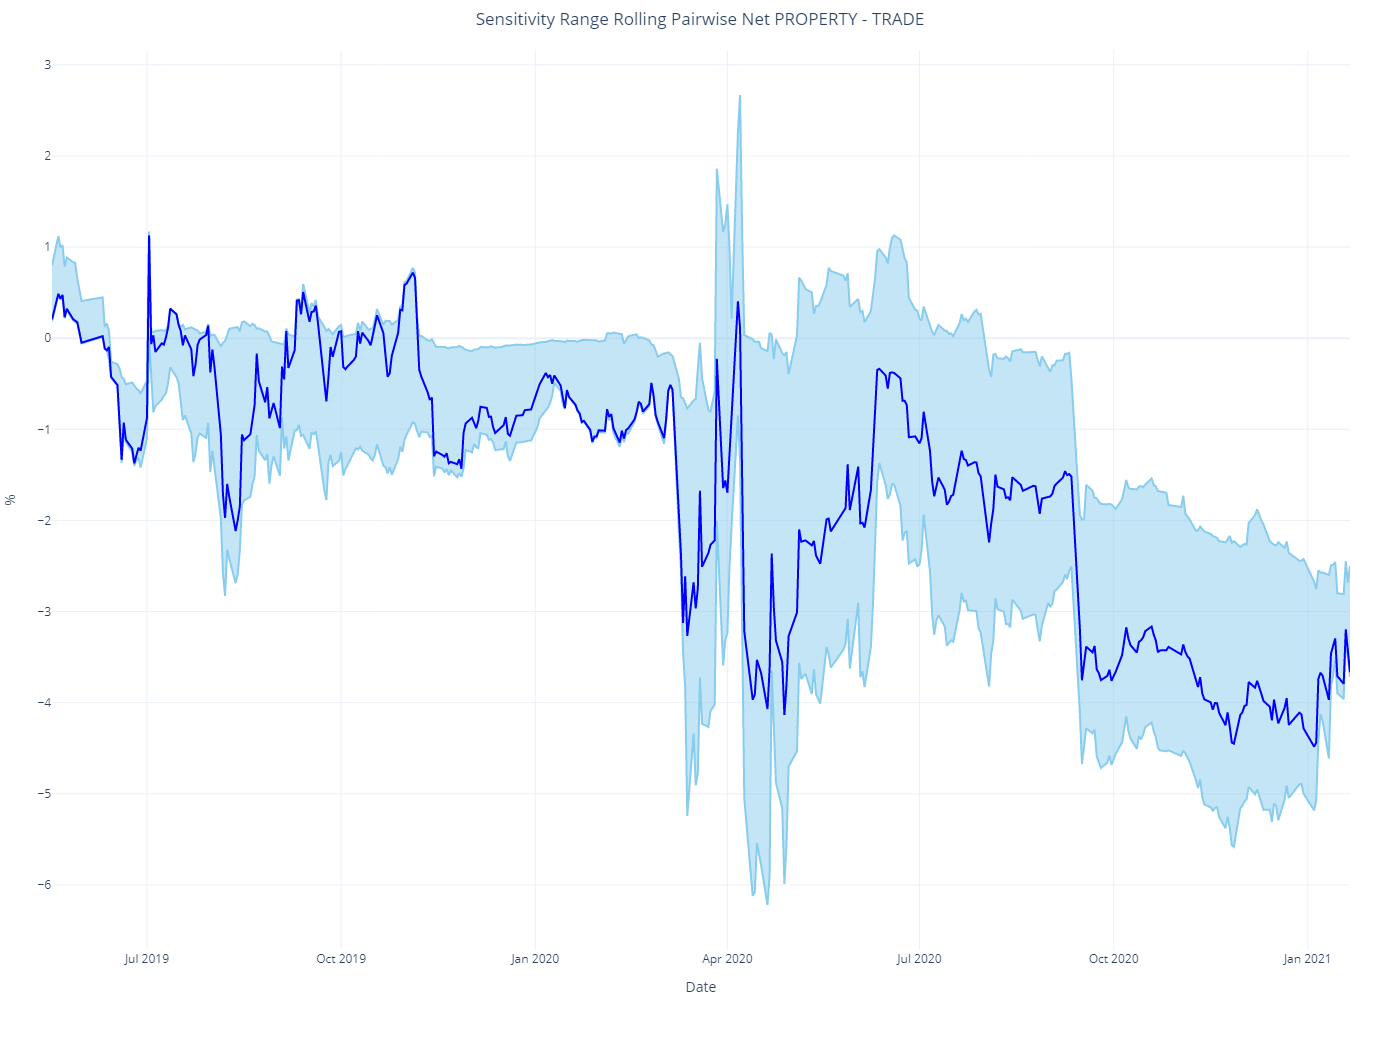 Sensitivity Range Rolling Pairwise Net PROPERTY - TRADE
3
2
1
0
−1
−2
−3
−4
−5
−6
%
Jul 2019
Oct 2019
Jan 2020
Apr 2020
Jul 2020
Oct 2020
Jan 2021
Date